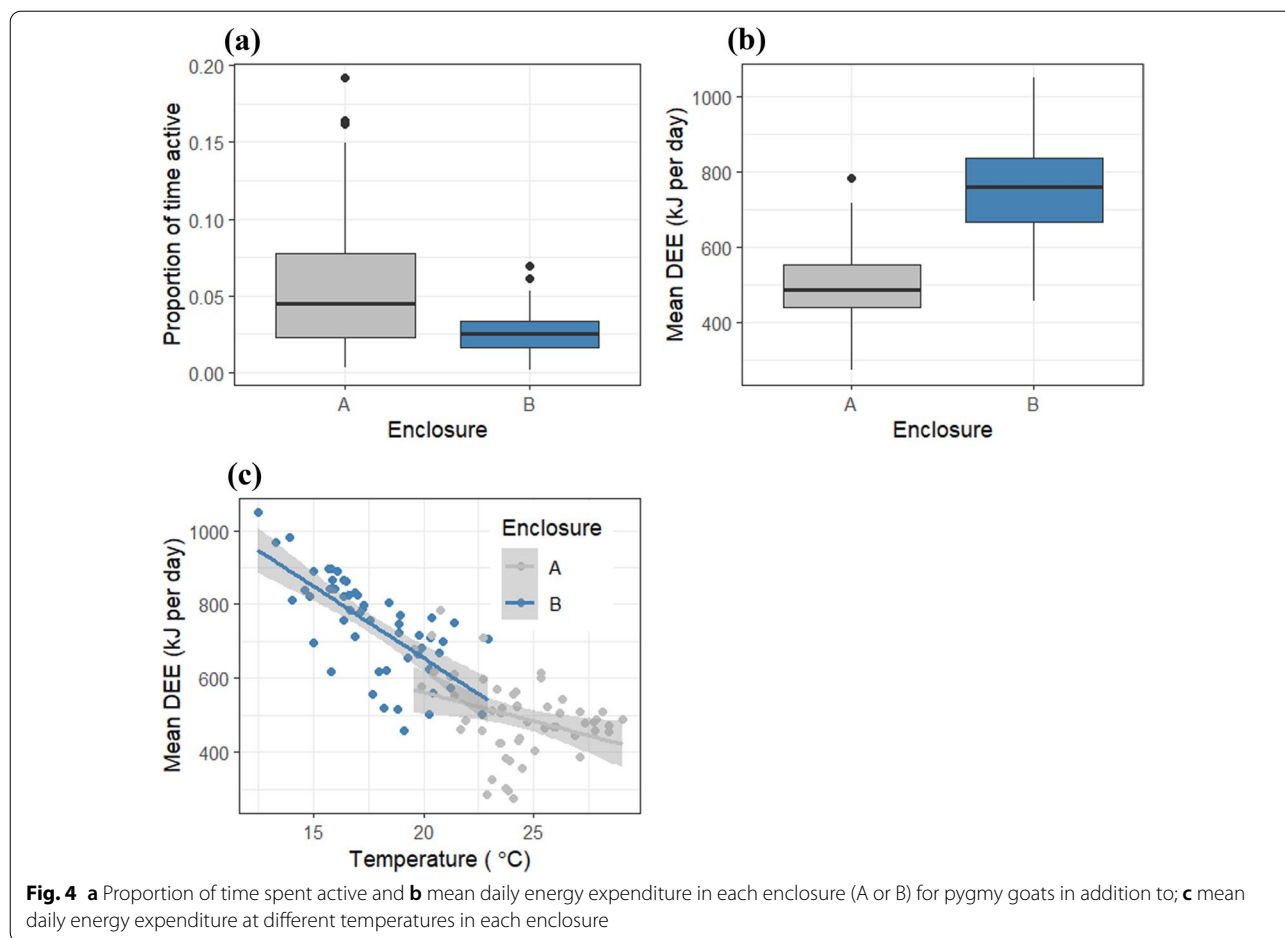 (a)
0.20
0.15
0.10
0.05
0.00
Proportion of time active
A
B
Enclosure
(b)
1000
800
600
400
Mean DEE (kJ per day)
A
B
Enclosure
(c)
1000
800
600
400
Mean DEE (kJ per day)
Enclosure
A
B
15
20
25
Temperature ( °C)
Fig. 4 a Proportion of time spent active and b mean daily energy expenditure in each enclosure (A or B) for pygmy goats in addition to; c mean
daily energy expenditure at different temperatures in each enclosure